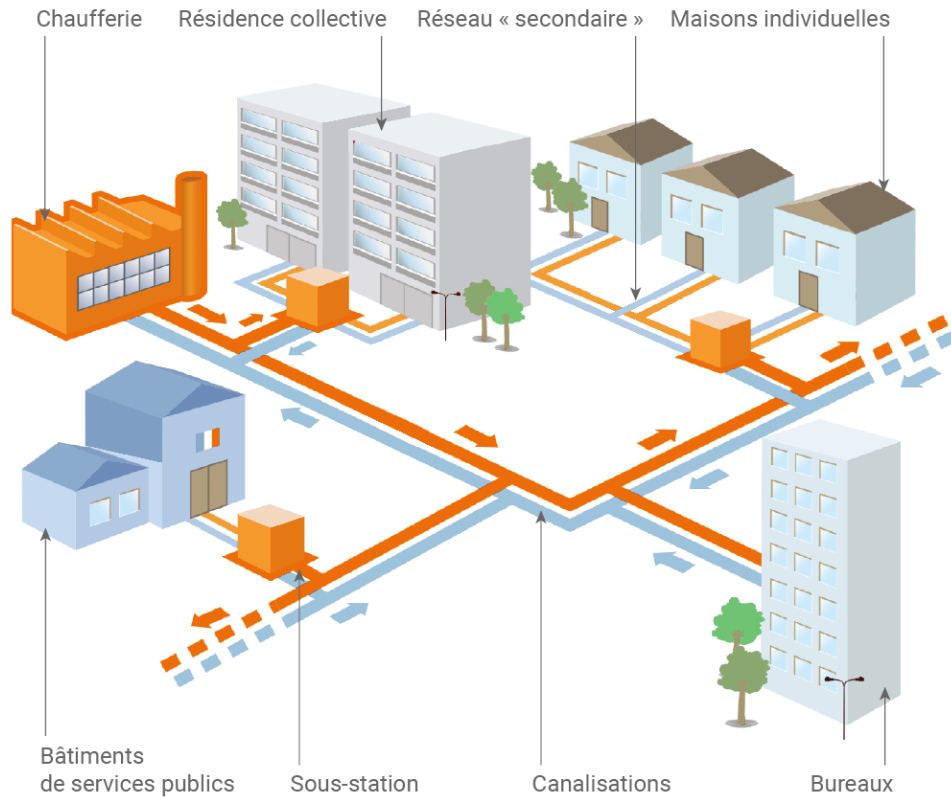 Chaufferie
Résidence collective
Réseau « secondaire »
Maisons individuelles
Bâtiments
de services publics
Sous-station
Canalisations
Bureaux